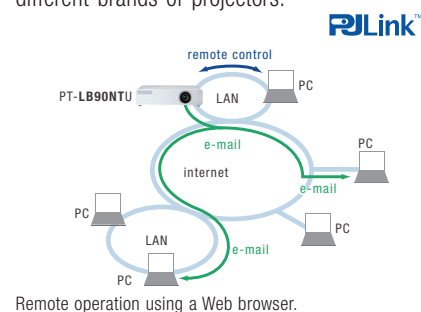 different brands of projectors.
PJLink™
remote control
PT-LB90NTU
LAN
PC
e-mail
PC
internet
e-mail
PC
PC
LAN
e-mail
PC
Remote operation using a Web browser.